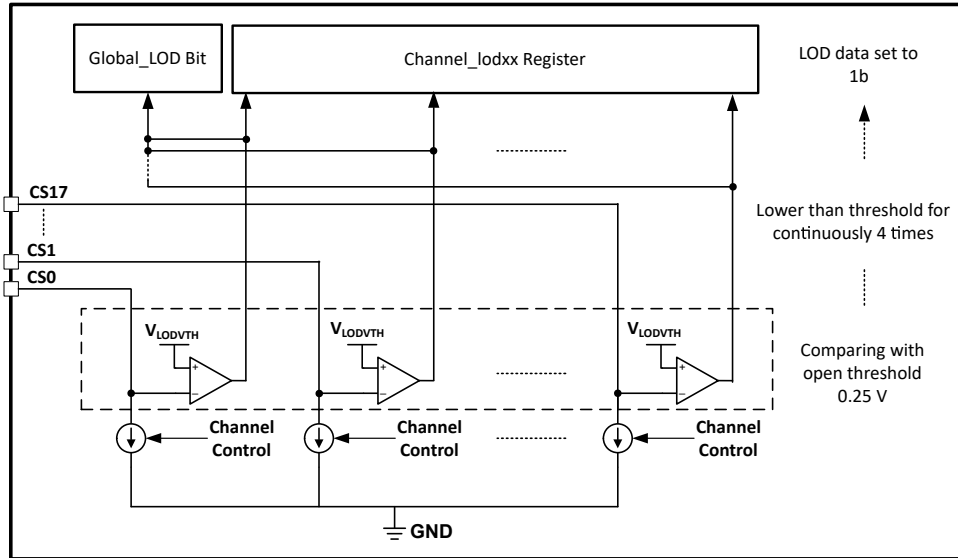 Global_LOD Bit
Channel_lodxx Register
LOD data set to
1b
CS17
Lower than threshold for
continuously 4 times
CS1
CS0
VLODVTH
+
−
VLODVTH
+
−
VLODVTH
+
−
Comparing with
open threshold
0.25 V
Channel
Control
Channel
Control
Channel
Control
GND